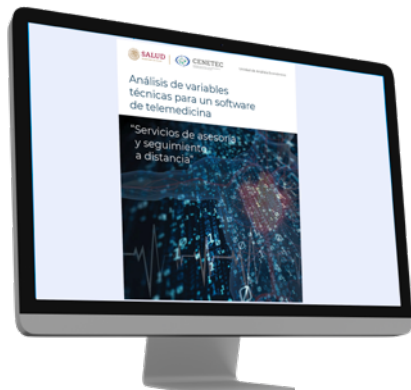 SALUD
CENETEC
Análisis de variables
técnicas para un software
de telemedicina
"Servicios de asesoría
y seguimiento
a distancia"